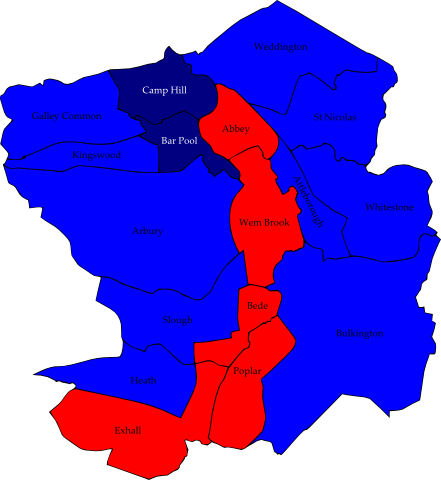 Weddington
Camp Hill
Galley Common
St Nicolas
Abbey
Bar Pool
Kingswood
Attleborough
Whitestone
Wem Brook
Arbury
Bede
Slough
Bulkington
Poplar
Heath
Exhall